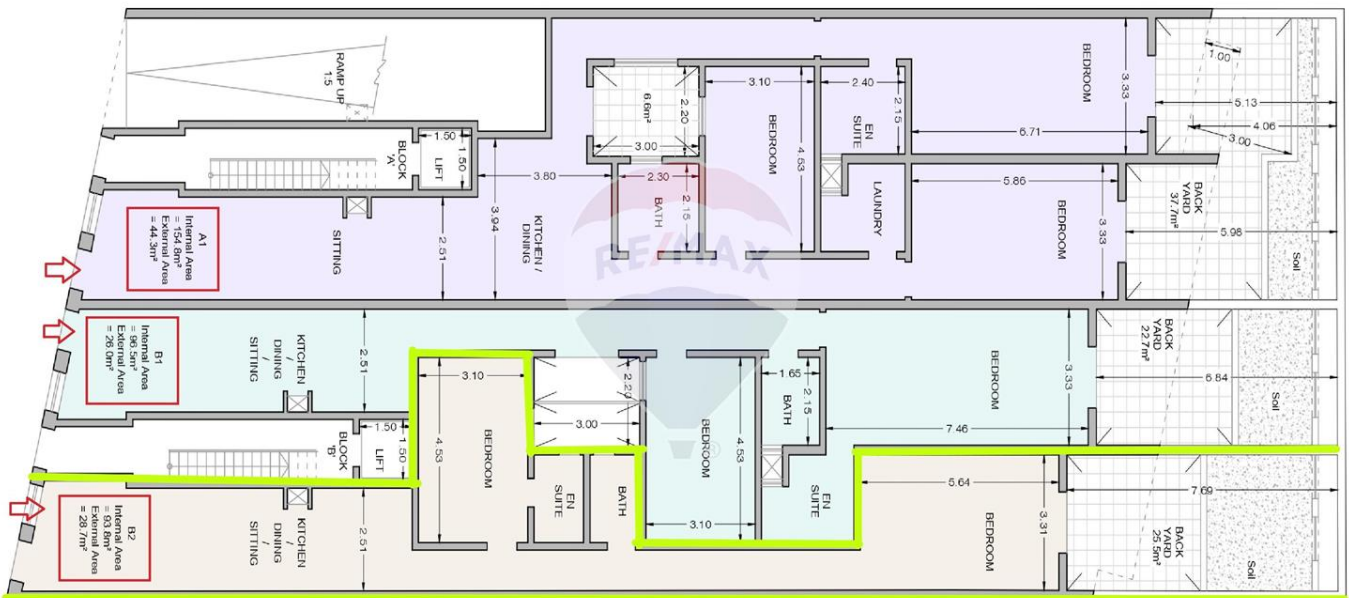 RAMP UP
1:5
BLOCK
'A'
1.50
LIFT
1.50
6.6m²
2.20
3.00
3.10
BEDROOM
4.53
2.40
EN
SUITE
2.15
BEDROOM
3.33
6.71
1.00
5.13
4.06
3.00
A1
Internal Area
= 154.8m²
External Area
= 44.3m²
SITTING
2.51
3.94
3.80
KITCHEN /
DINING
2.30
BATH
2.15
LAUNDRY
5.86
BEDROOM
3.33
BACK
YARD
37.7m²
5.98
Soil
RE/MAX
B1
Internal Area
= 96.5m²
External Area
= 26.0m²
KITCHEN /
DINING
/
SITTING
2.51
2.20
3.00
BEDROOM
4.53
3.10
1.65
BATH
2.15
EN
SUITE
BEDROOM
3.33
7.46
BACK
YARD
22.7m²
6.84
Soil
BLOCK
'B'
1.50
LIFT
1.50
®
B2
Internal Area
= 93.8m²
External Area
= 28.7m²
KITCHEN /
DINING
/
SITTING
2.51
3.10
4.53
BEDROOM
EN
SUITE
BATH
5.64
BEDROOM
3.31
7.69
BACK
YARD
25.5m²
Soil